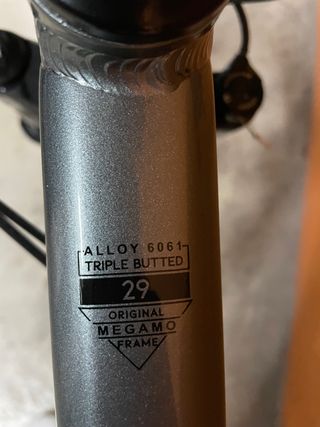 ALLOY 6061
TRIPLE BUTTED
29
ORIGINAL
MEGAMO
FRAME